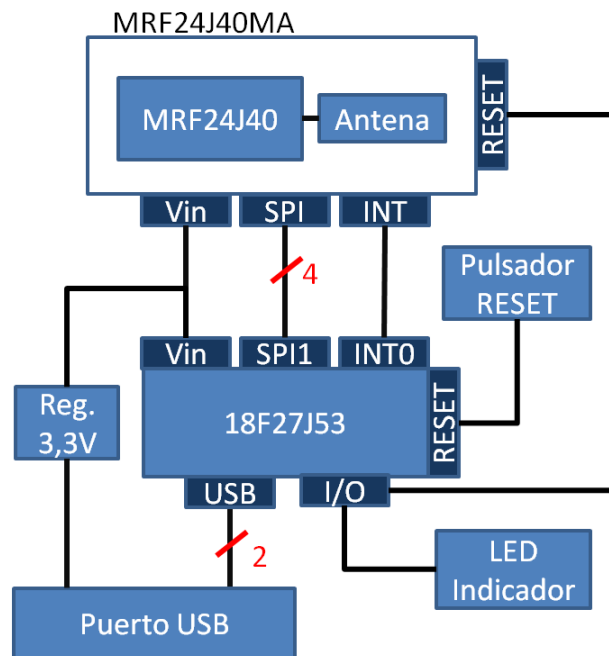 MRF24J40MA
MRF24J40
Antena
RESET
Vin
SPI
INT
4
Pulsador
RESET
Vin
SPI1
INT0
Reg.
3,3V
18F27J53
RESET
USB
I/O
2
LED
Indicador
Puerto USB